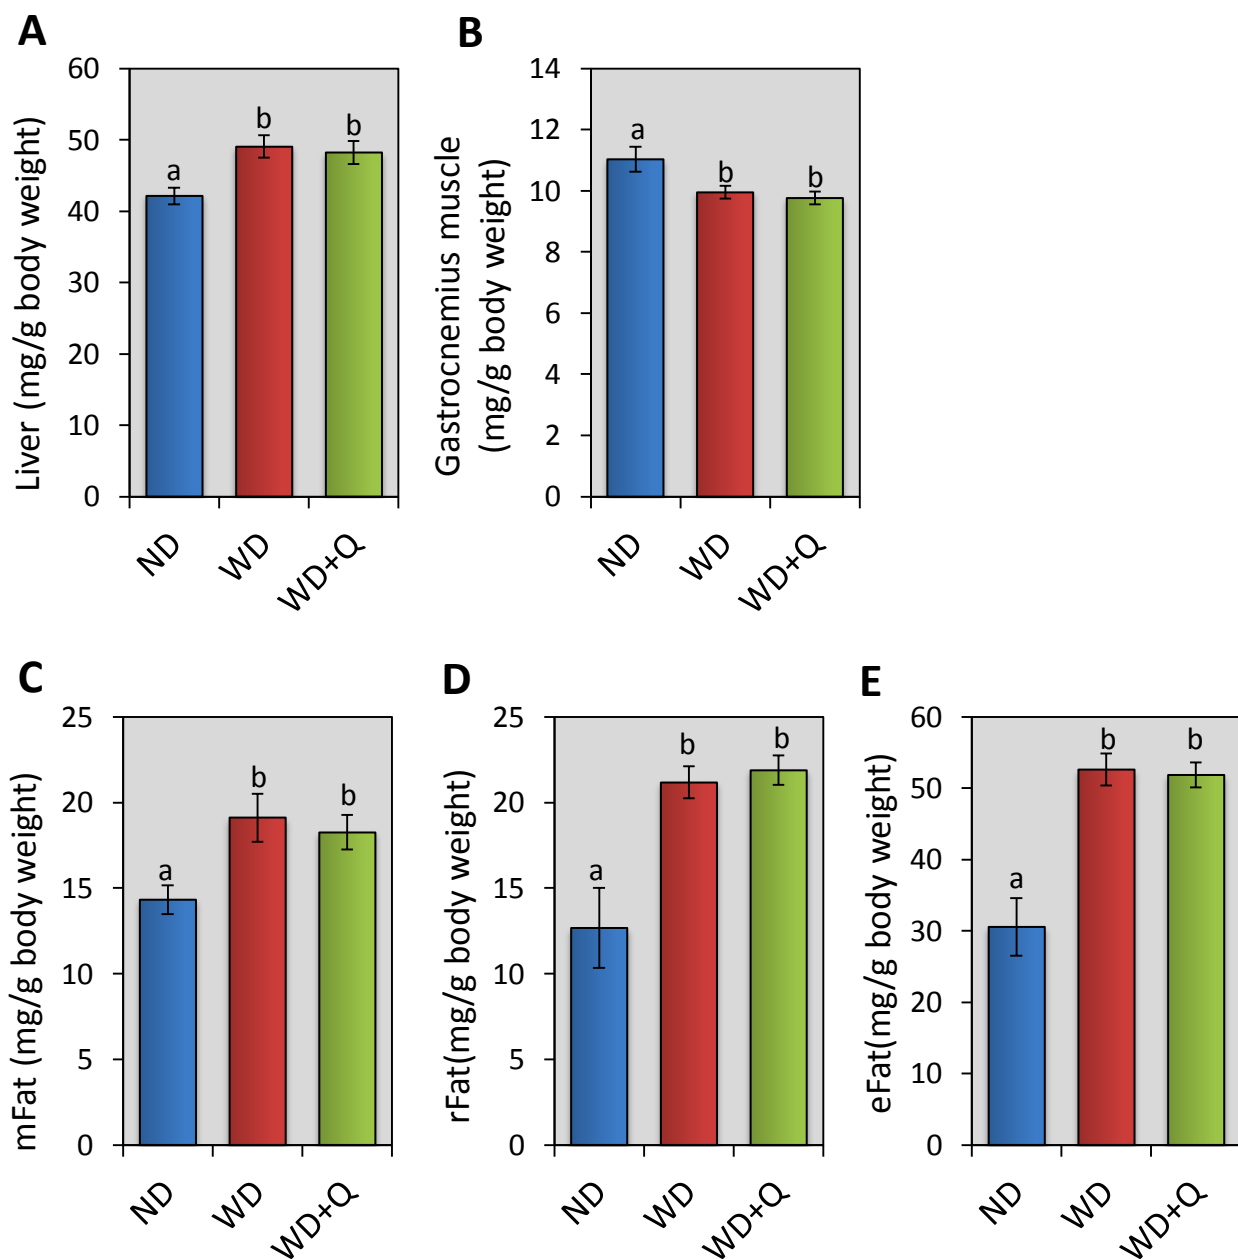 A
Liver (mg/g body weight)
60
50
40
30
20
10
0
a
b
b
ND
WD
WD+Q
B
Gastrocnemius muscle
(mg/g body weight)
14
12
10
8
6
4
2
0
a
b
b
ND
WD
WD+Q
C
mFat (mg/g body weight)
25
20
15
10
5
0
a
b
b
ND
WD
WD+Q
D
rFat(mg/g body weight)
25
20
15
10
5
0
a
b
b
ND
WD
WD+Q
E
eFat(mg/g body weight)
60
50
40
30
20
10
0
a
b
b
ND
WD
WD+Q